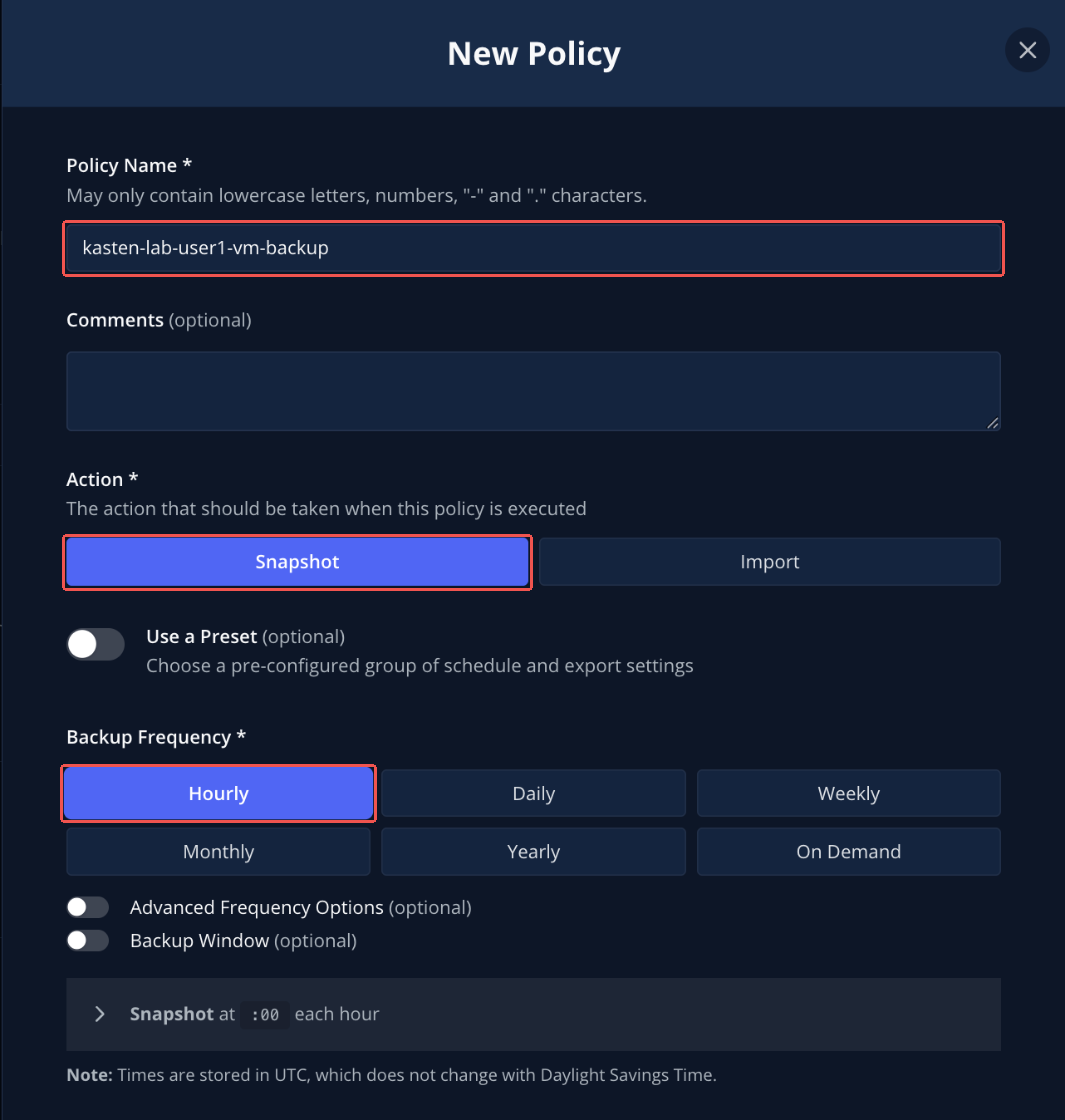 New Policy
Policy Name *
May only contain lowercase letters, numbers, "-" and "." characters.
kasten-lab-user1-vm-backup
Comments (optional)
Action *
The action that should be taken when this policy is executed
Snapshot
Import
Use a Preset (optional)
Choose a pre-configured group of schedule and export settings
Backup Frequency *
Hourly
Daily
Weekly
Monthly
Yearly
On Demand
Advanced Frequency Options (optional)
Backup Window (optional)
Snapshot at :00 each hour
Note: Times are stored in UTC, which does not change with Daylight Savings Time.